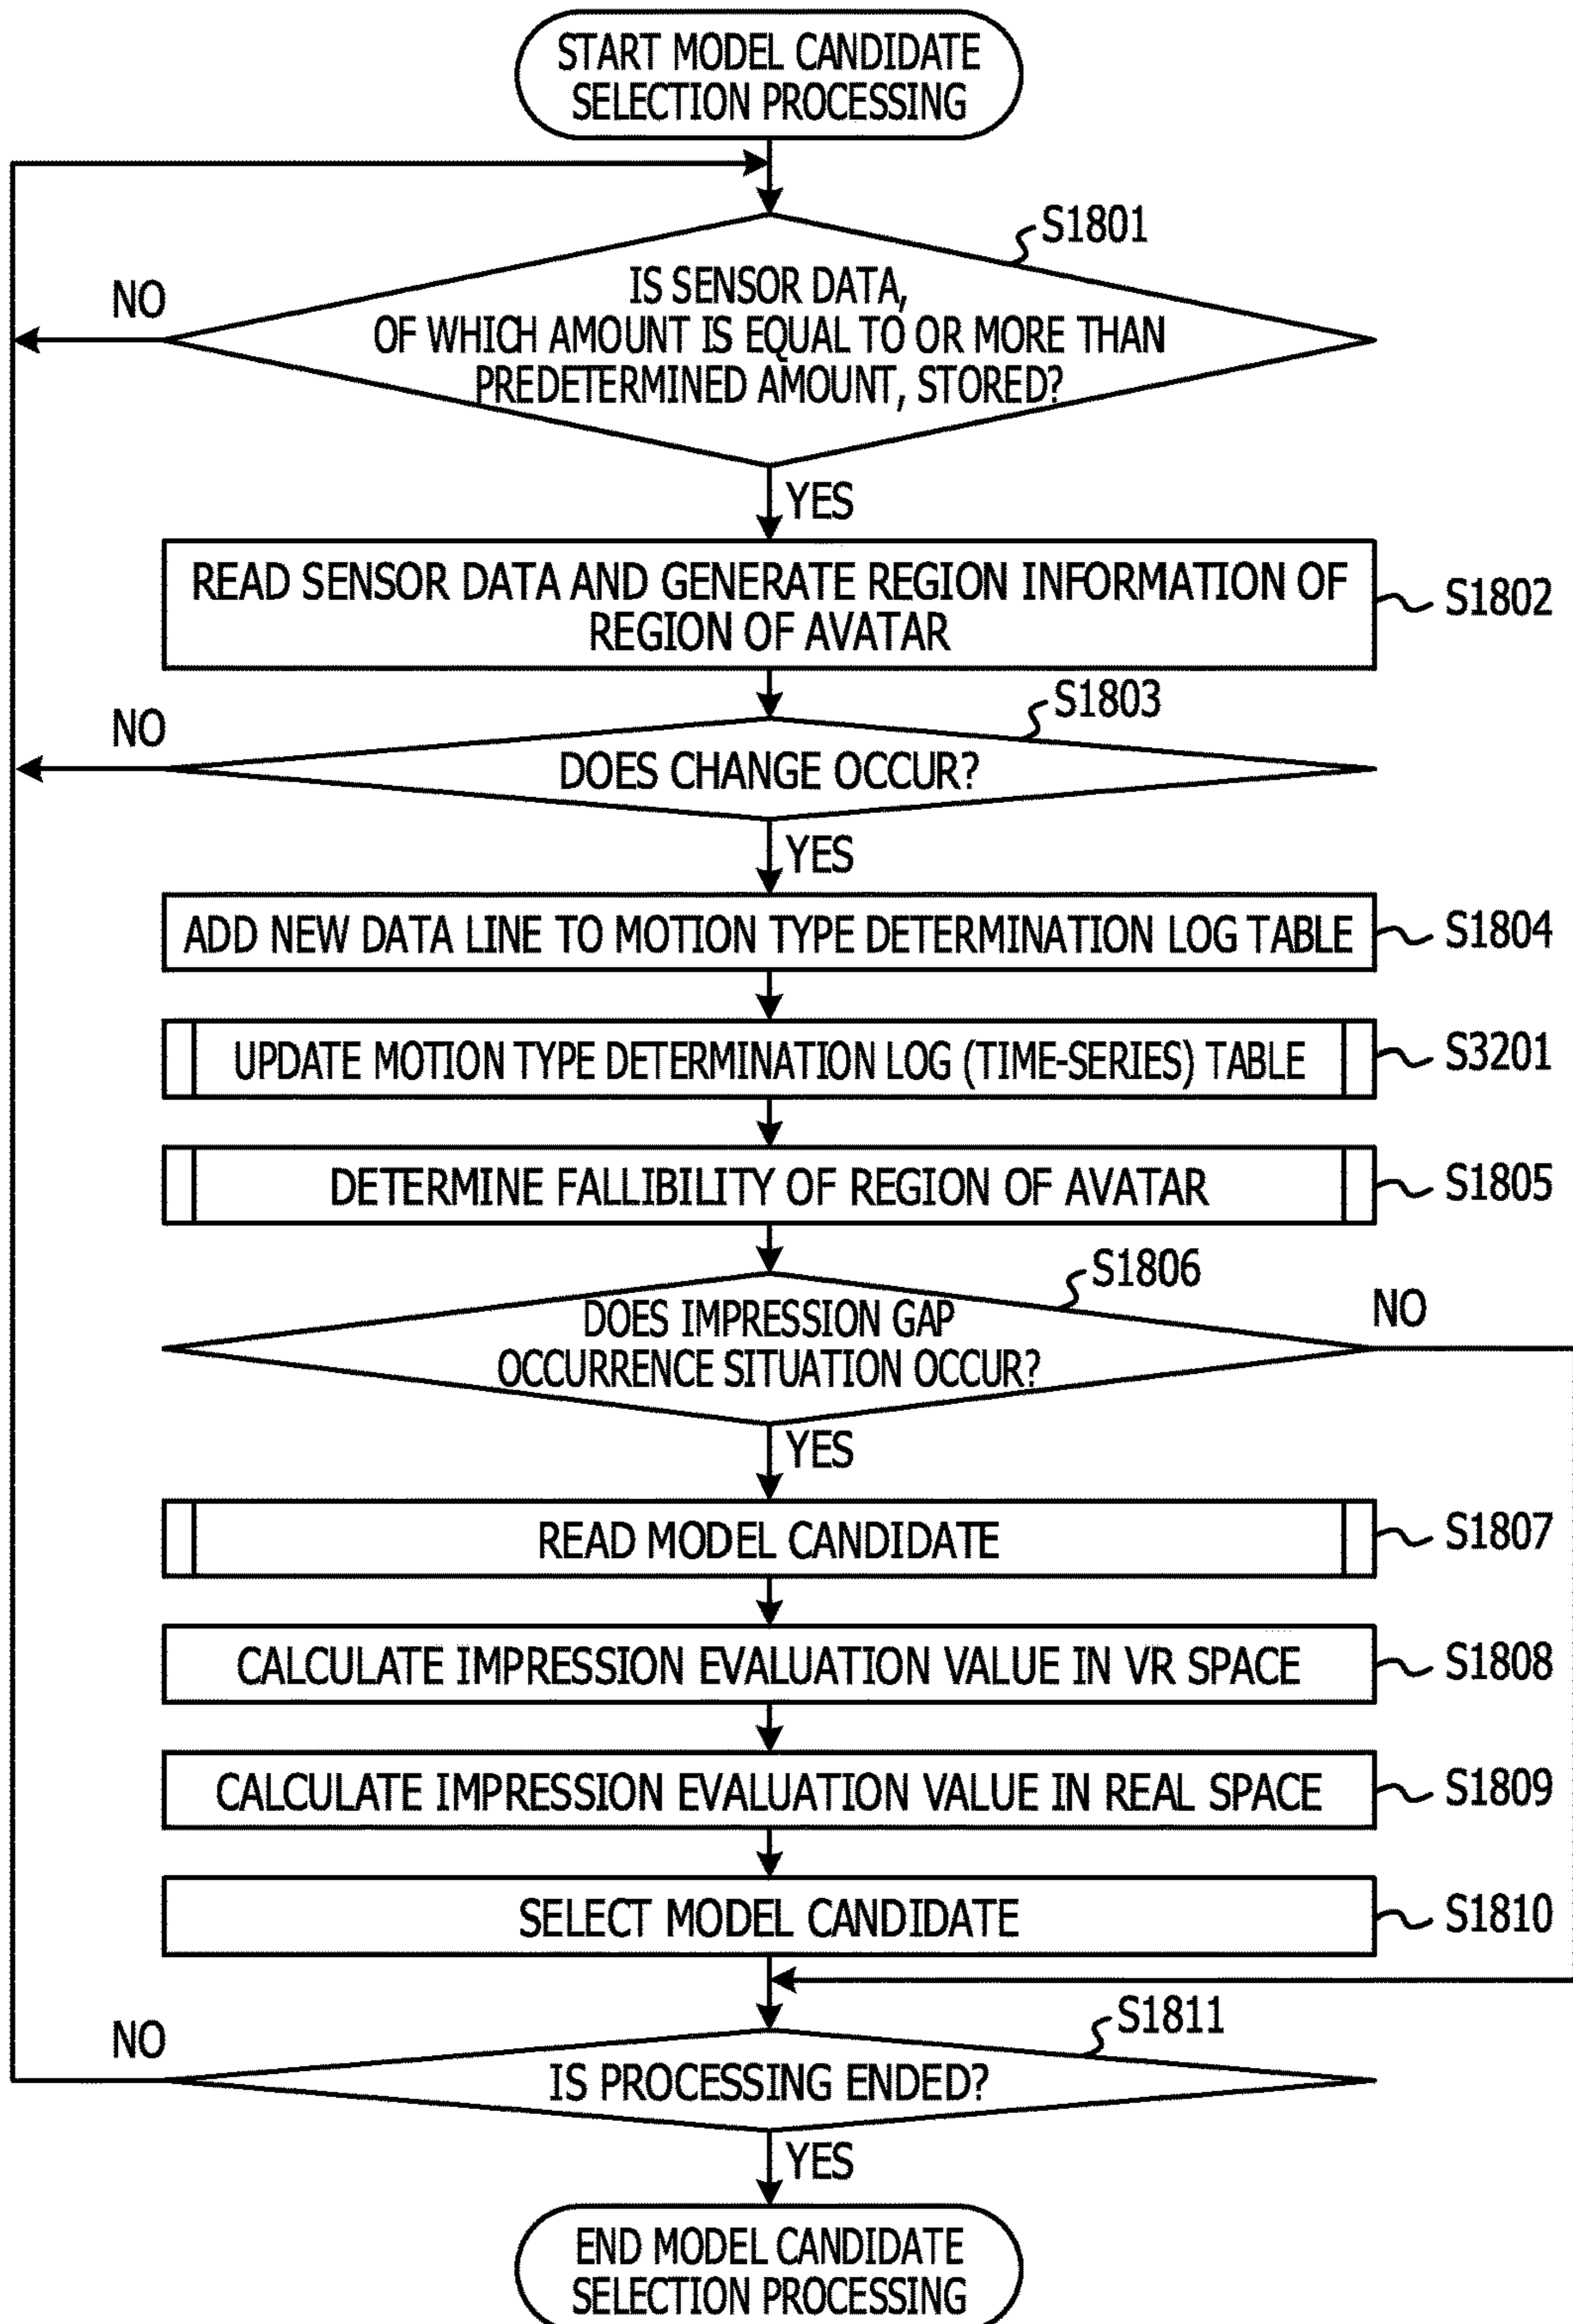 START MODEL CANDIDATE
SELECTION PROCESSING
S1801
NO
IS SENSOR DATA,
OF WHICH AMOUNT IS EQUAL TO OR MORE THAN
PREDETERMINED AMOUNT, STORED?
YES
READ SENSOR DATA AND GENERATE REGION INFORMATION OF
REGION OF AVATAR
S1802
S1803
NO
DOES CHANGE OCCUR?
YES
ADD NEW DATA LINE TO MOTION TYPE DETERMINATION LOG TABLE
S1804
UPDATE MOTION TYPE DETERMINATION LOG (TIME-SERIES) TABLE
S3201
DETERMINE FALLIBILITY OF REGION OF AVATAR
S1805
S1806
NO
DOES IMPRESSION GAP
OCCURRENCE SITUATION OCCUR?
YES
READ MODEL CANDIDATE
S1807
CALCULATE IMPRESSION EVALUATION VALUE IN VR SPACE
S1808
CALCULATE IMPRESSION EVALUATION VALUE IN REAL SPACE
S1809
SELECT MODEL CANDIDATE
S1810
S1811
NO
IS PROCESSING ENDED?
YES
END MODEL CANDIDATE
SELECTION PROCESSING